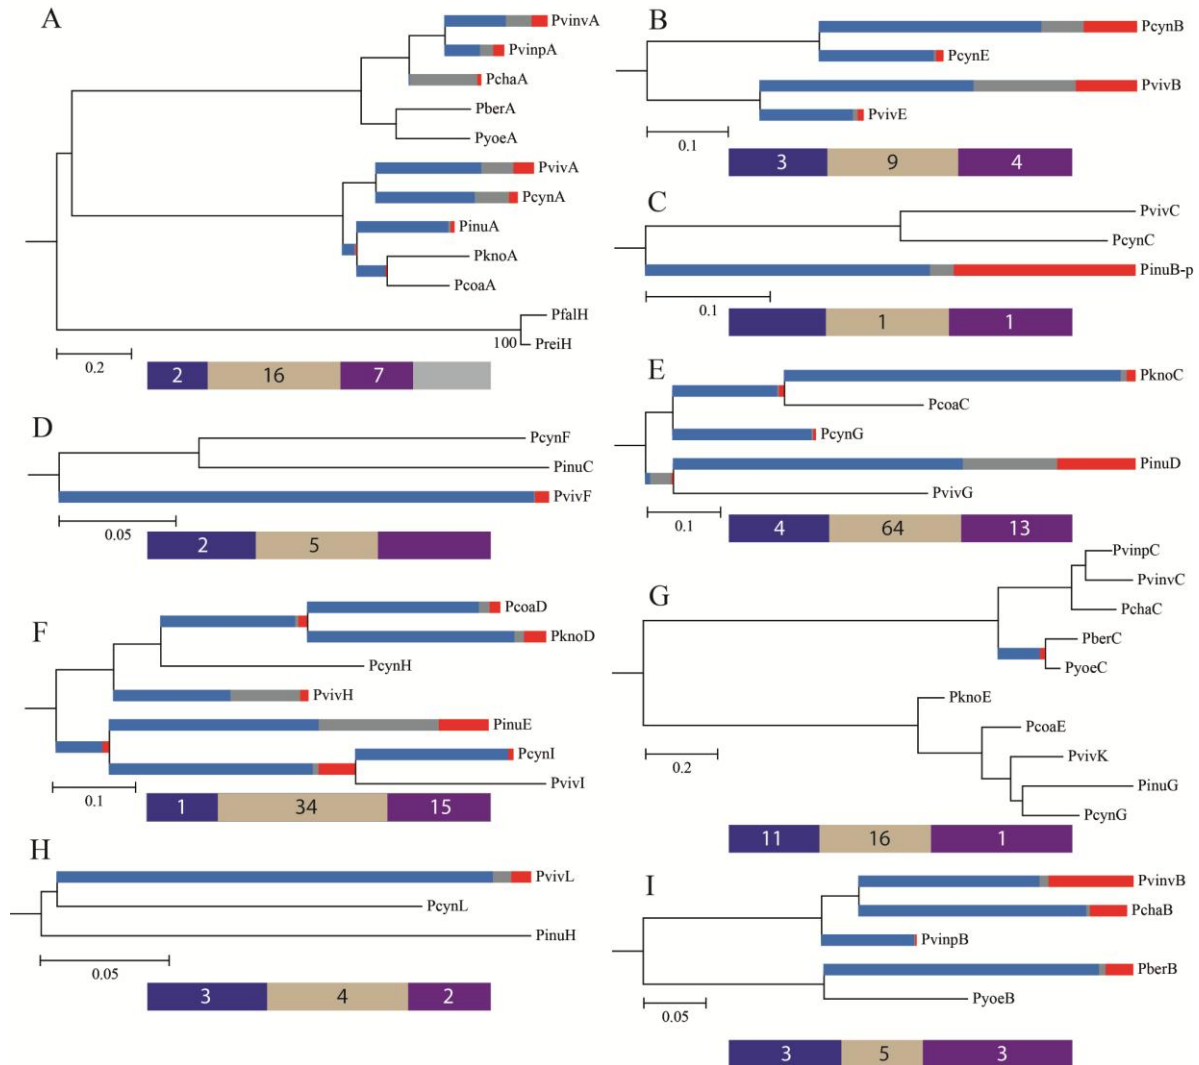 A
PvinvA
PvinpA
PchaA
PberA
PyoeA
PvivA
PcynA
PinuA
PknoA
PcoaA
PfalH
100
PreiH
0.2
2 16 7
B
PcynB
PcynE
PvivB
PvivE
0.1
3 9 4
C
PvivC
PcynC
PinuB-p
0.1
1 1
D
PcynF
PinuC
PvivF
0.05
2 5
E
PknoC
PcoaC
PcynG
PinuD
PvivG
0.1
4 64 13
F
PcoaD
PknoD
PcynH
PvivH
PinuE
PcynI
PvivI
0.1
1 34 15
G
PvinpC
PvinvC
PchaC
PberC
PyoeC
PknoE
PcoaE
PvivK
PinuG
PcynG
0.2
11 16 1
H
PvivL
PcynL
PinuH
0.05
3 4 2
I
PvinvB
PchaB
PvinpB
PberB
PyoeB
0.05
3 5 3